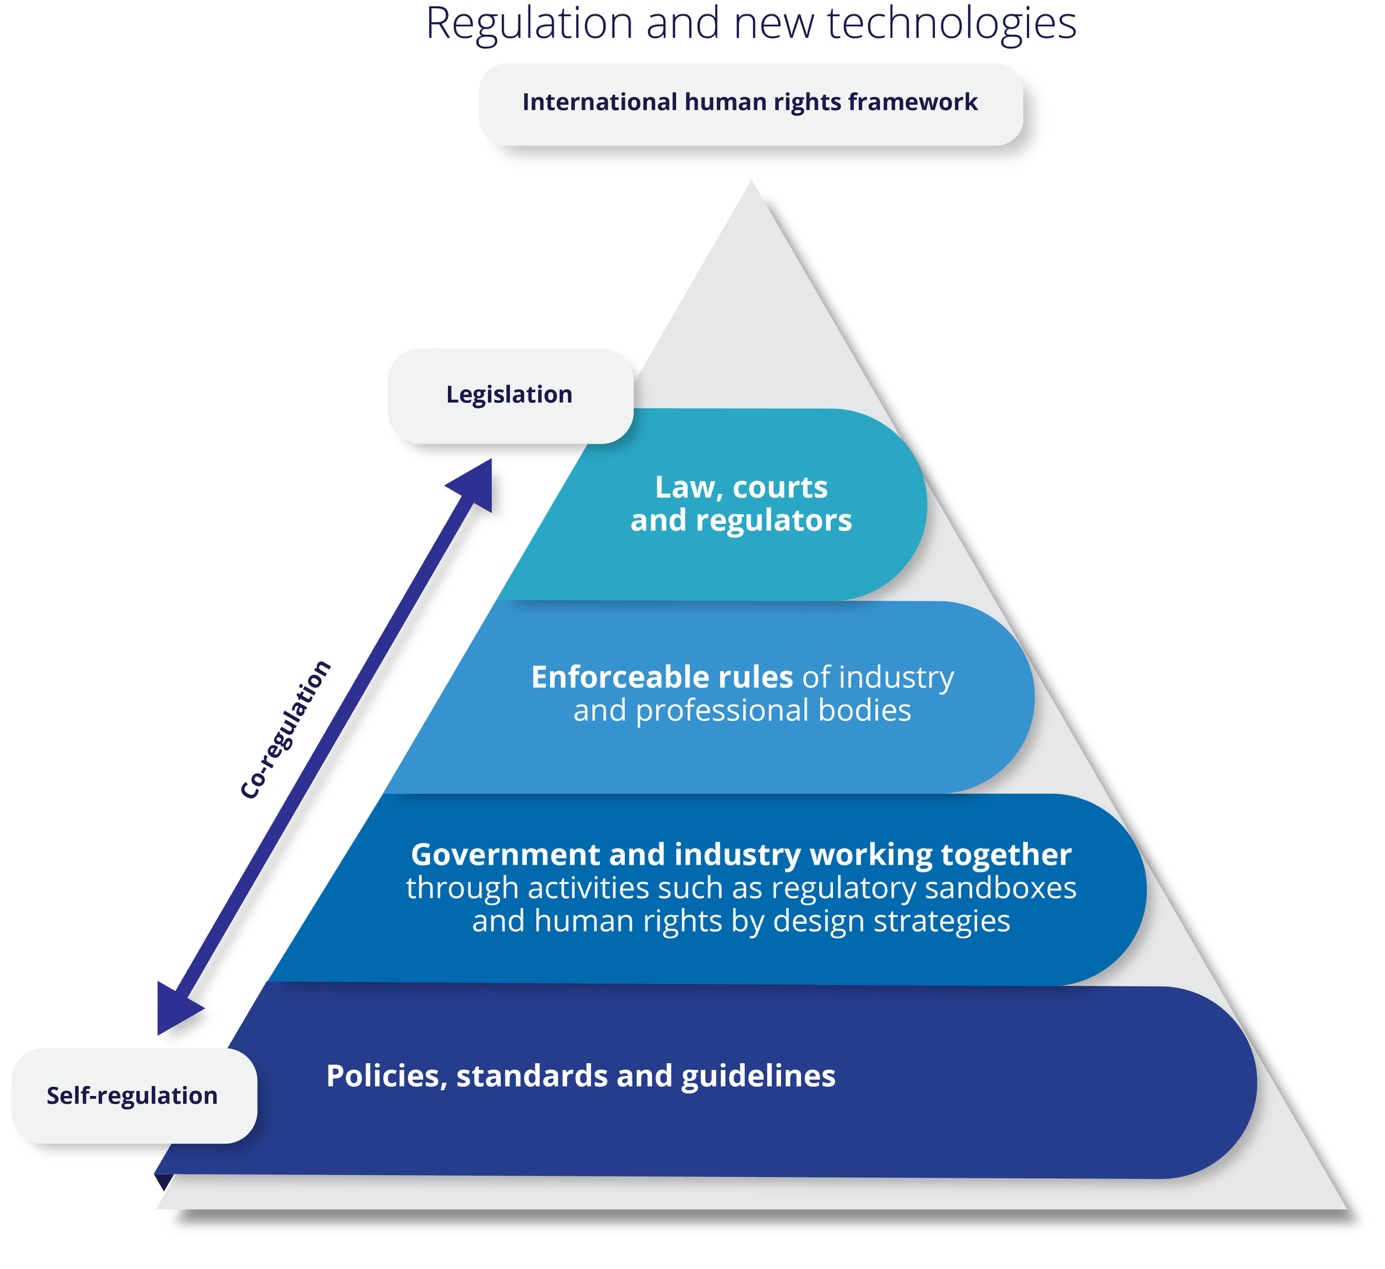 Regulation and new technologies
International human rights framework
Legislation
Law, courts
and regulators
Enforceable rules of industry
and professional bodies
Co-regulation
Government and industry working together
through activities such as regulatory sandboxes
and human rights by design strategies
Policies, standards and guidelines
Self-regulation